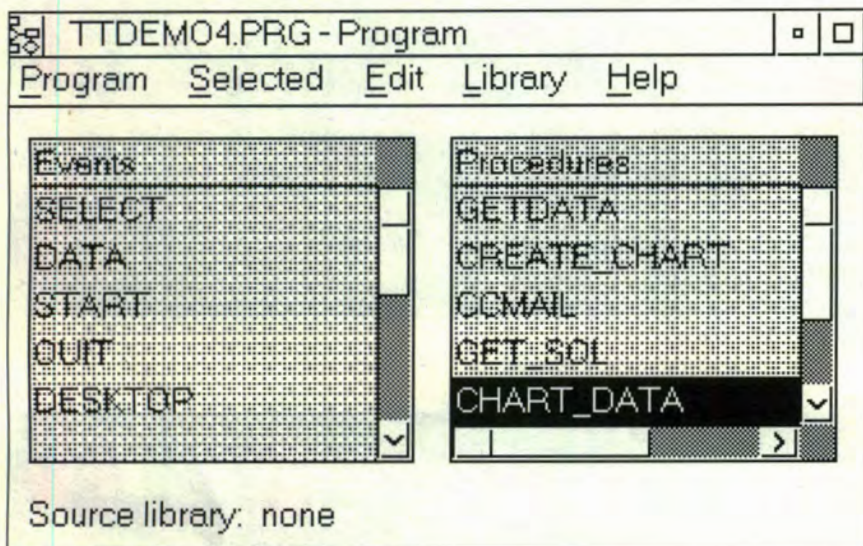 TTDEMO4.PRG - Program
Program Selected Edit Library Help
Events
SELECT
DATA
START
QUIT
DESKTOP
Procedures
GETDATA
CREATE_CHART
CCMAIL
GET_SQL
CHART_DATA
Source library: none